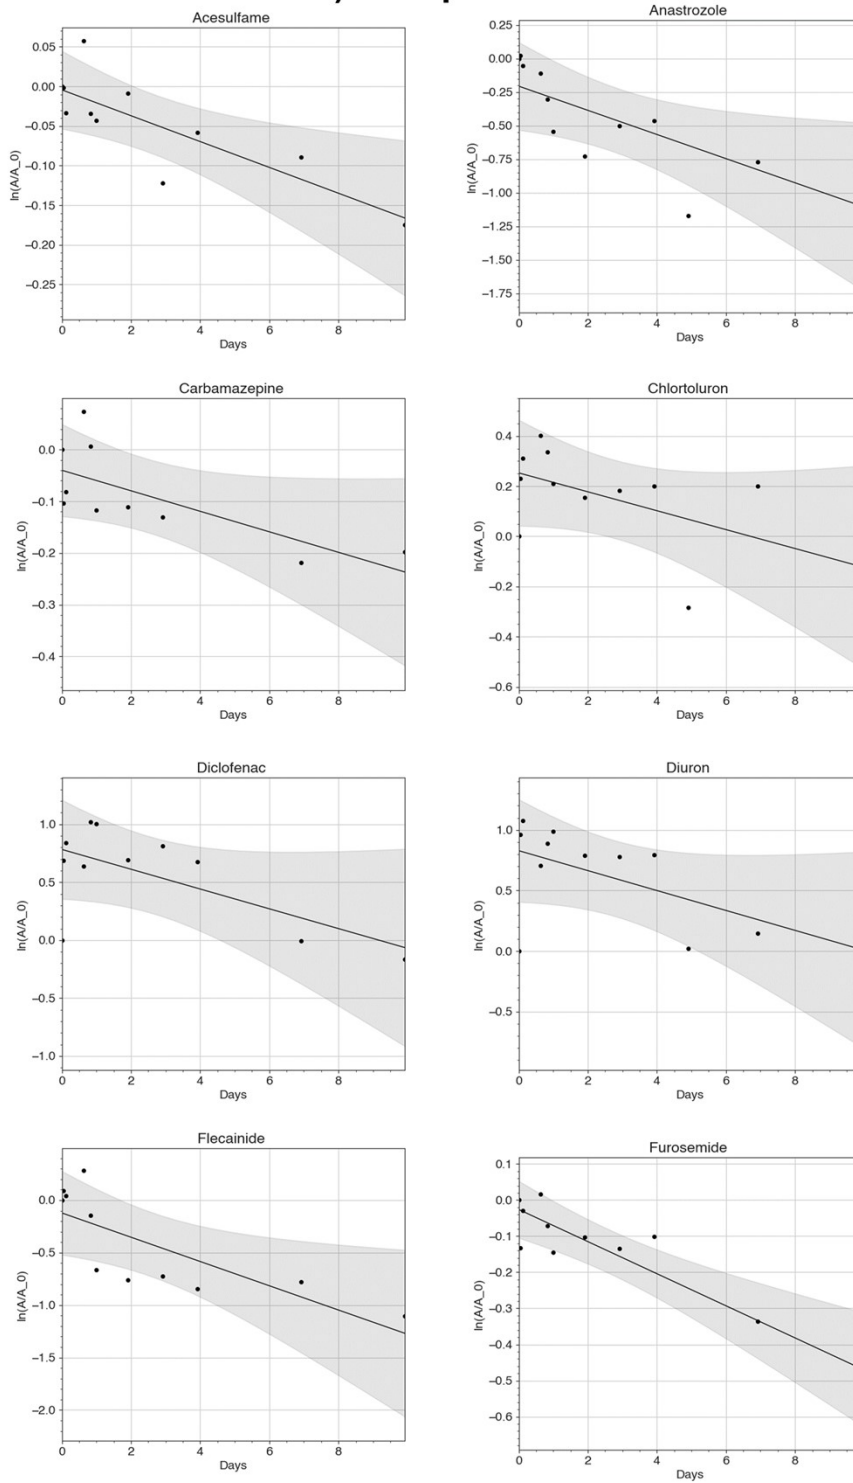 Acesulfame
0.05
0.00
−0.05
−0.10
−0.15
−0.20
−0.25
ln(A/A_0)
0 2 4 6 8
Days
Anastrozole
0.25
0.00
−0.25
−0.50
−0.75
−1.00
−1.25
−1.50
−1.75
ln(A/A_0)
0 2 4 6 8
Days
Carbamazepine
0.0
−0.1
−0.2
−0.3
−0.4
ln(A/A_0)
0 2 4 6 8
Days
Chlortoluron
0.4
0.2
0.0
−0.2
−0.4
−0.6
ln(A/A_0)
0 2 4 6 8
Days
Diclofenac
1.0
0.5
0.0
−0.5
−1.0
ln(A/A_0)
0 2 4 6 8
Days
Diuron
1.0
0.5
0.0
−0.5
ln(A/A_0)
0 2 4 6 8
Days
Flecainide
0.0
−0.5
−1.0
−1.5
−2.0
ln(A/A_0)
0 2 4 6 8
Days
Furosemide
0.1
0.0
−0.1
−0.2
−0.3
−0.4
−0.5
−0.6
ln(A/A_0)
0 2 4 6 8
Days